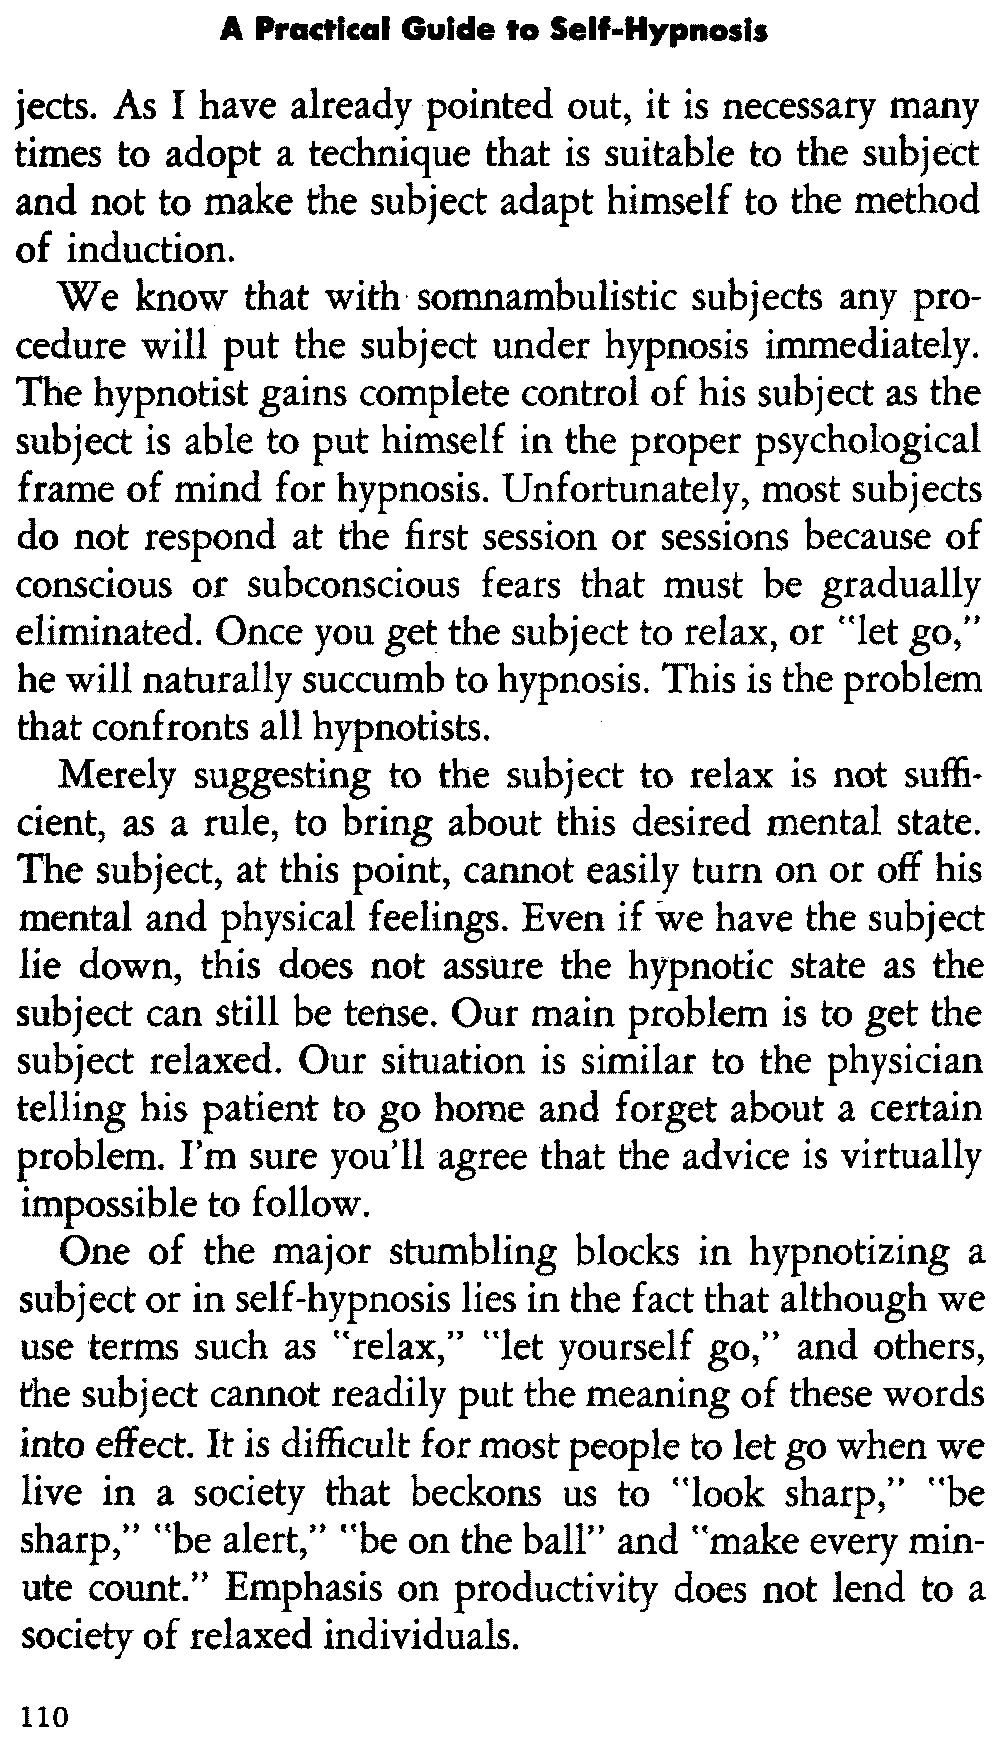 A Practical Guide to Self-Hypnosis
jects. As I have already pointed out, it is necessary many
times to adopt a technique that is suitable to the subject
and not to make the subject adapt himself to the method
of induction.
We know that with somnambulistic subjects any pro-
cedure will put the subject under hypnosis immediately.
The hypnotist gains complete control of his subject as the
subject is able to put himself in the proper psychological
frame of mind for hypnosis. Unfortunately, most subjects
do not respond at the first session or sessions because of
conscious or subconscious fears that must be gradually
eliminated. Once you get the subject to relax, or "let go,"
he will naturally succumb to hypnosis. This is the problem
that confronts all hypnotists.
Merely suggesting to the subject to relax is not suffi-
cient, as a rule, to bring about this desired mental state.
The subject, at this point, cannot easily turn on or off his
mental and physical feelings. Even if we have the subject
lie down, this does not assure the hypnotic state as the
subject can still be tense. Our main problem is to get the
subject relaxed. Our situation is similar to the physician
telling his patient to go home and forget about a certain
problem. I'm sure you'll agree that the advice is virtually
impossible to follow.
One of the major stumbling blocks in hypnotizing a
subject or in self-hypnosis lies in the fact that although we
use terms such as "relax," "let yourself go," and others,
the subject cannot readily put the meaning of these words
into effect. It is difficult for most people to let go when we
live in a society that beckons us to "look sharp," "be
sharp," "be alert," "be on the ball" and "make every min-
ute count." Emphasis on productivity does not lend to a
society of relaxed individuals.
110